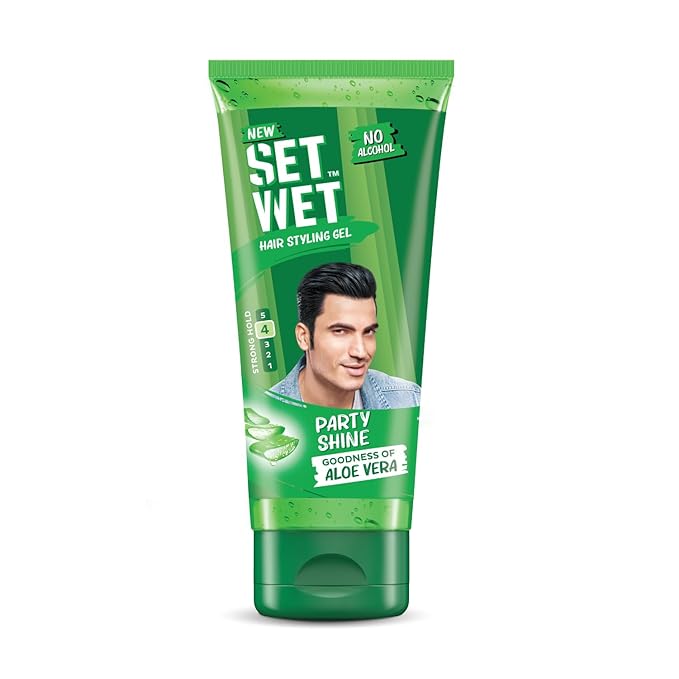 NEW
SET
WET™
HAIR STYLING GEL
NO
ALCOHOL
STRONG HOLD
5
4
3
2
1
PARTY
SHINE
GOODNESS OF
ALOE VERA